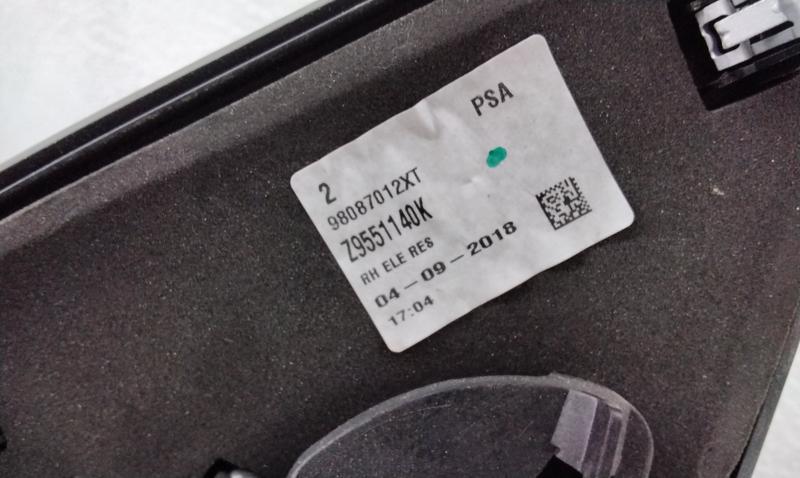 PSA
2
98087012XT
Z9551140K
RH ELE RES
04-09-2018
17:04